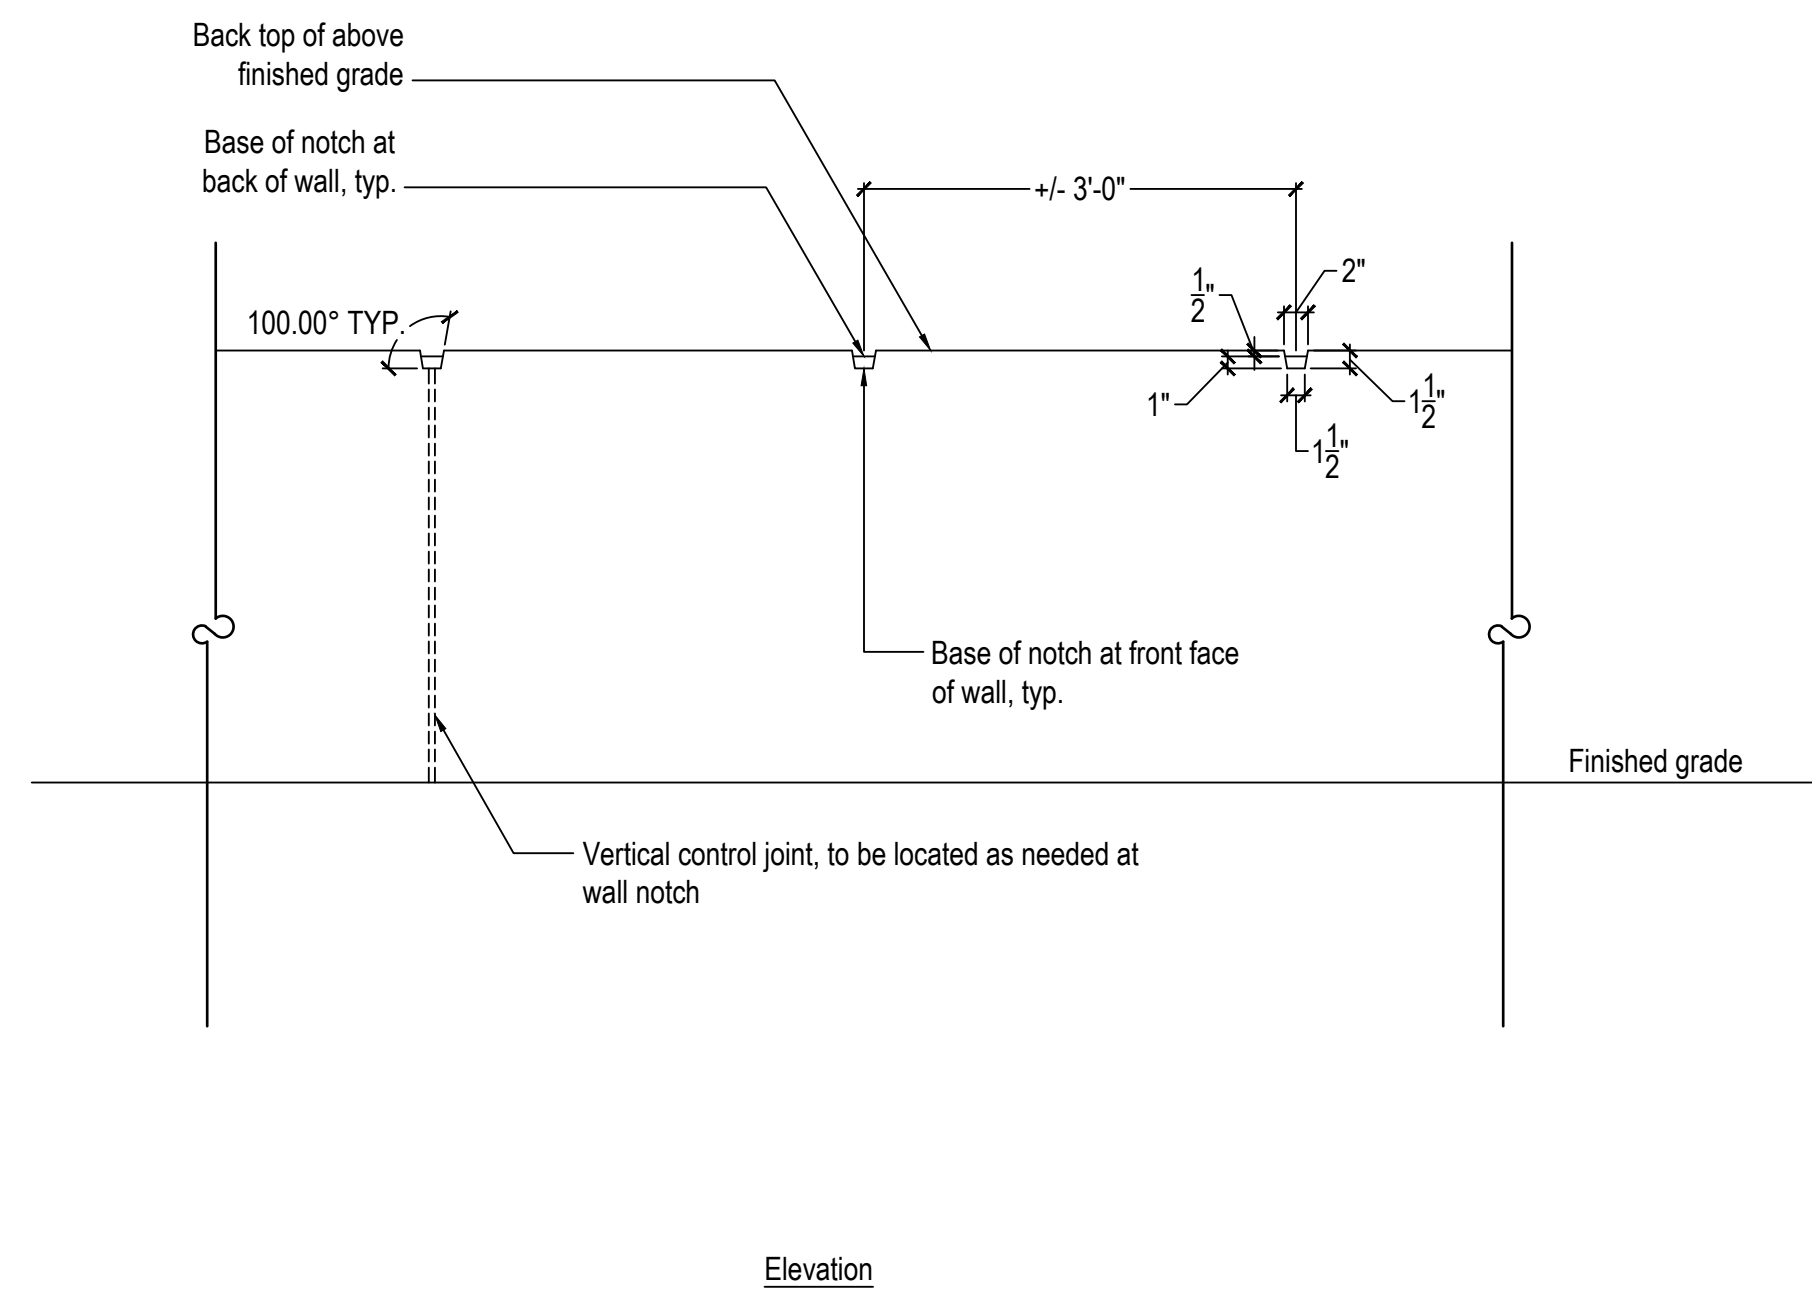 Back top of above
finished grade
Base of notch at
back of wall, typ.
+/- 3'-0"
2"
1/2"
100.00° TYP.
1"
1 1/2"
1 1/2"
Base of notch at front face
of wall, typ.
Finished grade
Vertical control joint, to be located as needed at
wall notch
Elevation